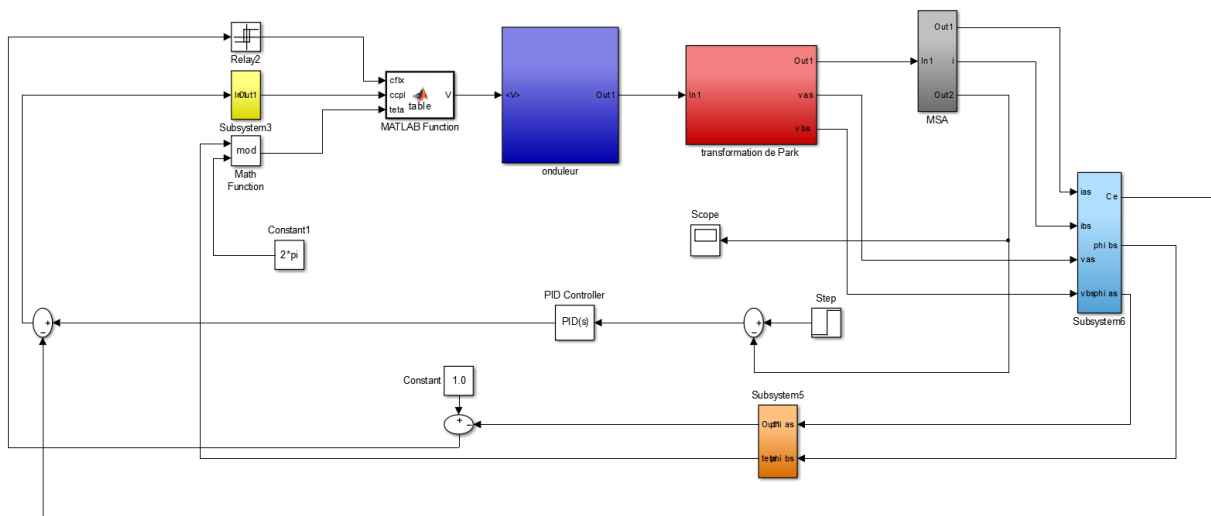 Relay2
In1
Out1
Subsystem3
mod
Math
Function
Constant1
2*pi
cflx
ccpl
teta
V
table
MATLAB Function
<V>
Out1
onduleur
In1
Out1
vas
vbs
transformation de Park
In1
Out1
i
Out2
MSA
ias
ibs
vas
vbs
Ce
phi bs
phi as
Subsystem6
Scope
PID Controller
PID(s)
Step
+
−
+
−
Constant
1.0
+
−
Subsystem5
phi as
phi bs
teta